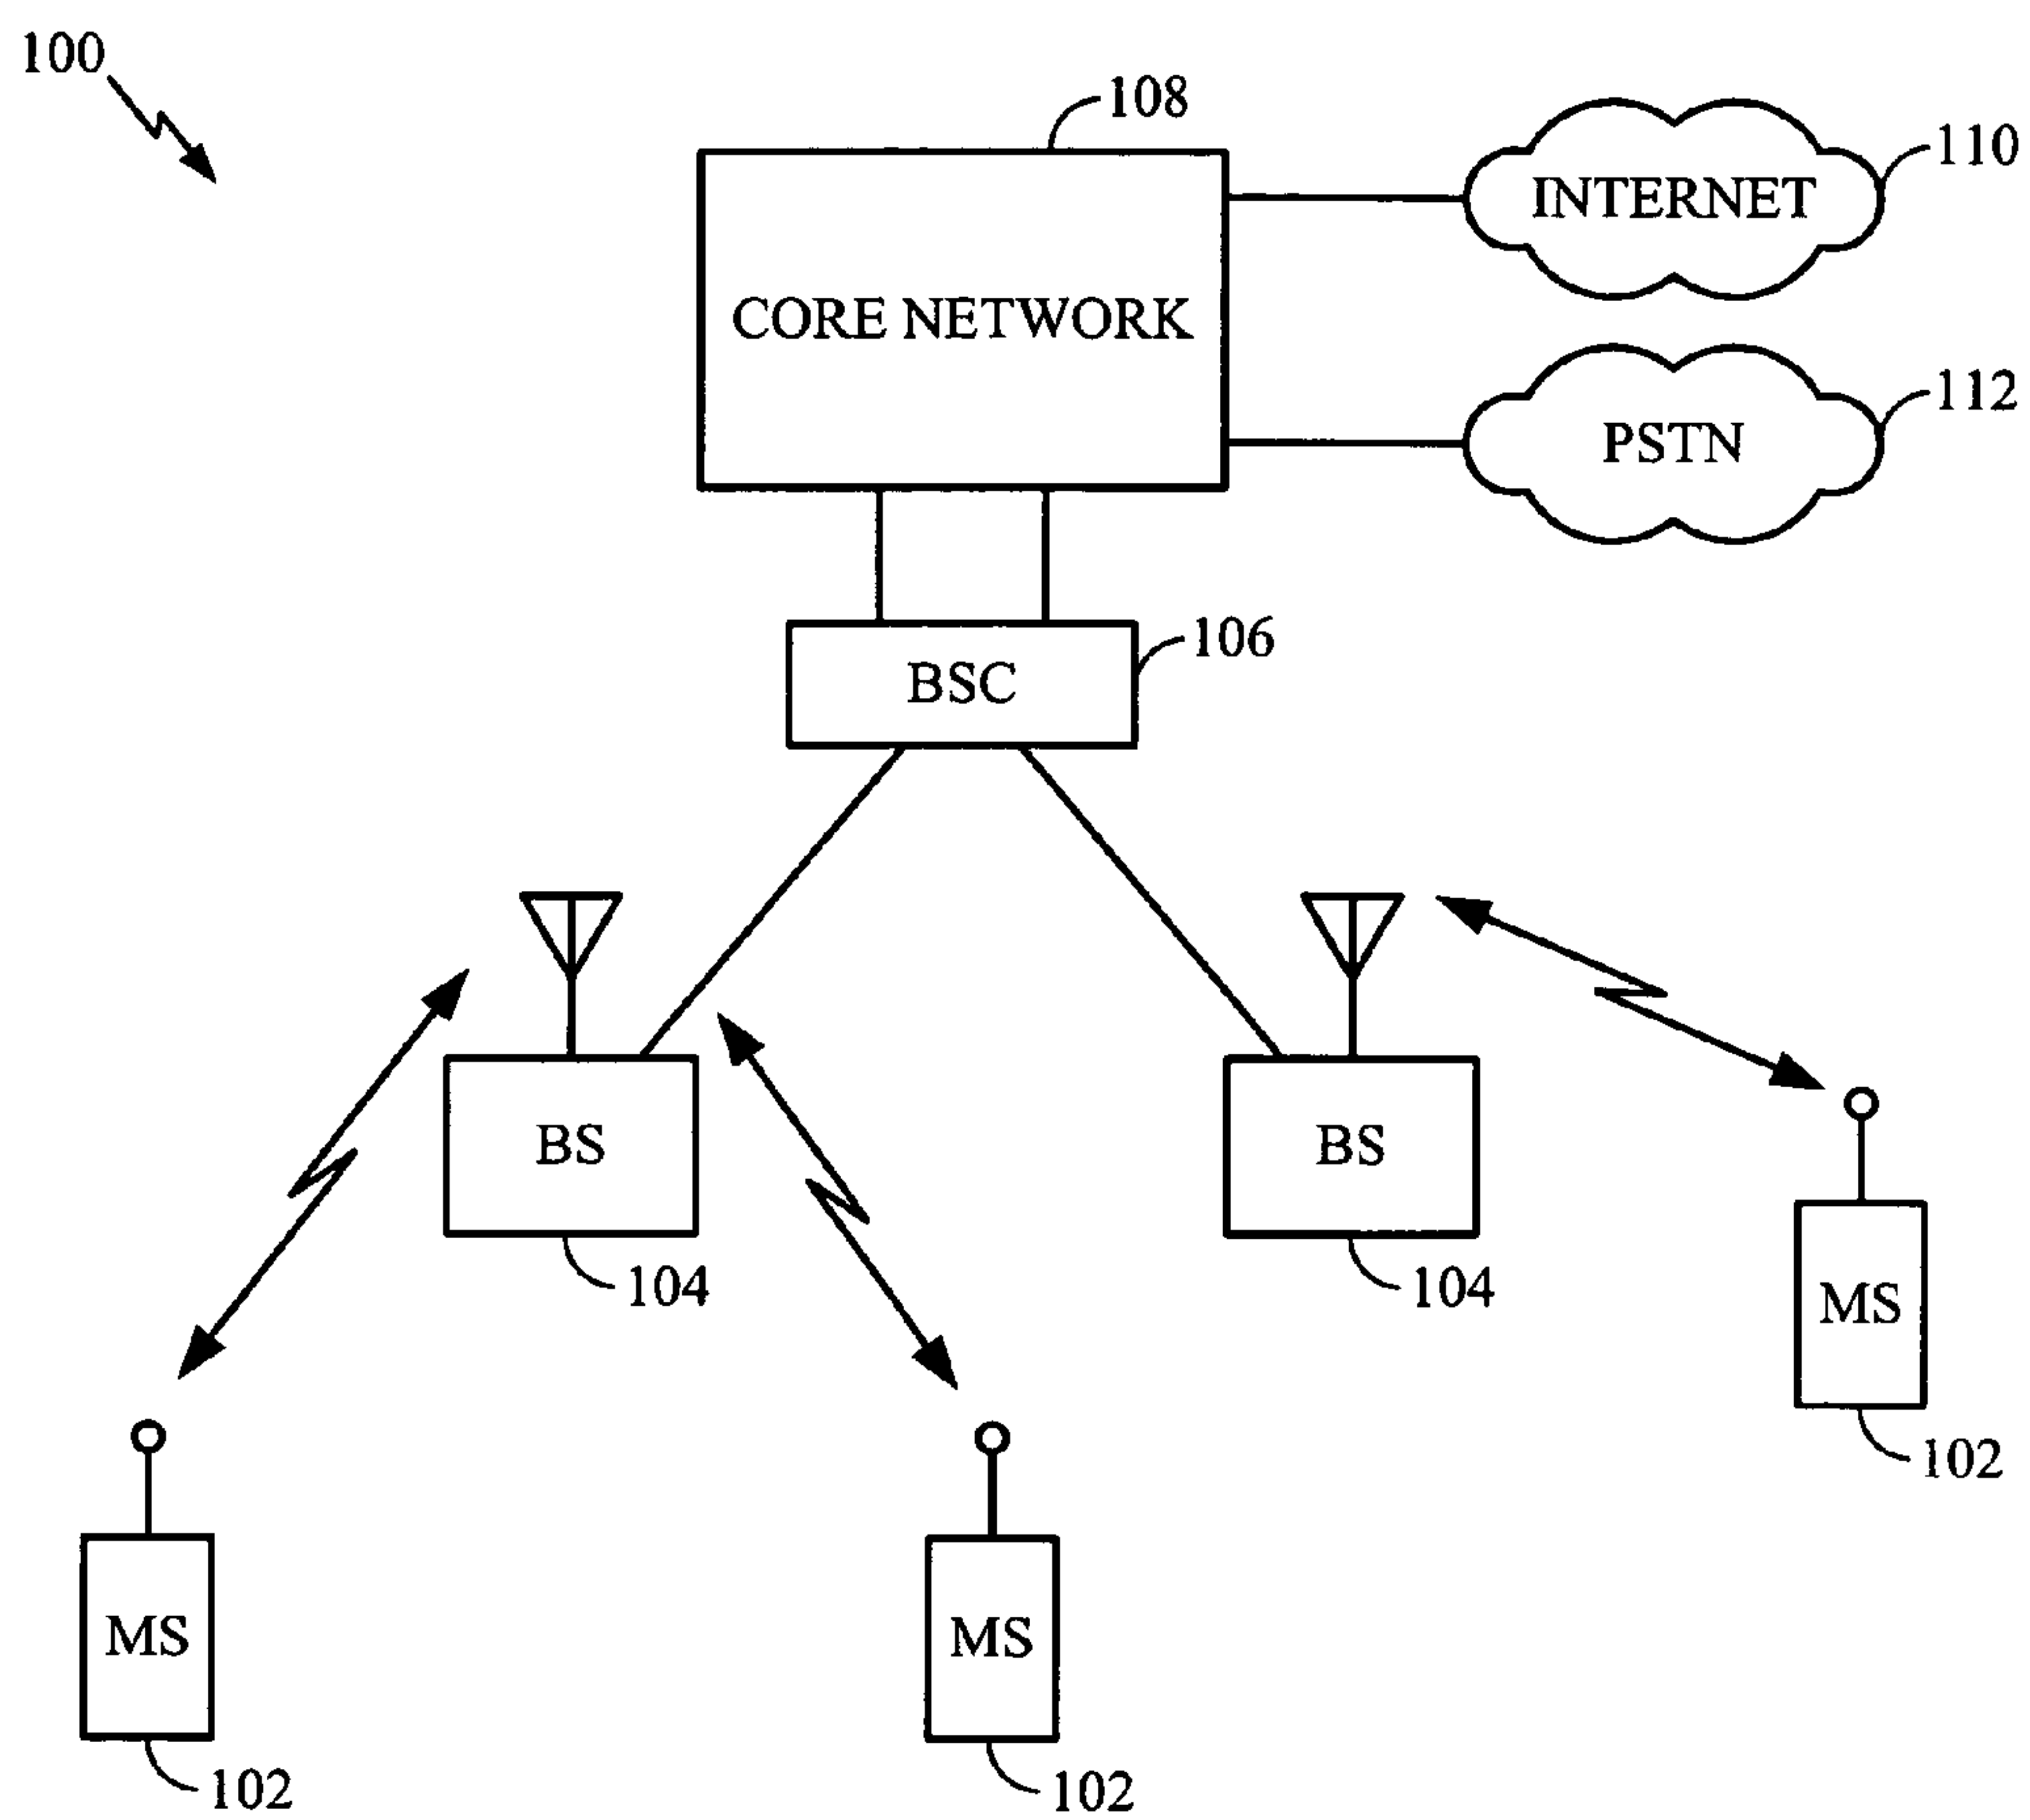 100
108
110
INTERNET
CORE NETWORK
112
PSTN
106
BSC
BS
BS
104
104
MS
102
MS
MS
102
102